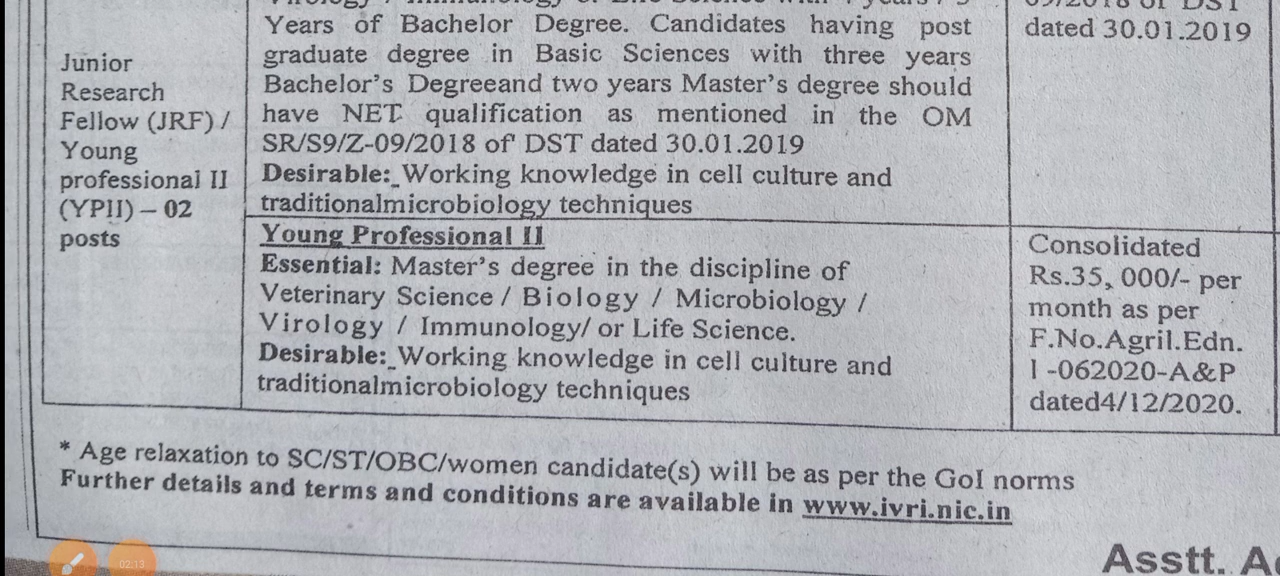 Years of Bachelor Degree. Candidates having post
graduate degree in Basic Sciences with three years
Bachelor's Degreeand two years Master's degree should
have NET qualification as mentioned in the OM
SR/S9/Z-09/2018 of DST dated 30.01.2019
Desirable: Working knowledge in cell culture and
traditionalmicrobiology techniques
dated 30.01.2019
Junior
Research
Fellow (JRF) /
Young
professional II
(YPII) – 02
posts
Young Professional II
Essential: Master's degree in the discipline of
Veterinary Science / Biology / Microbiology /
Virology / Immunology/ or Life Science.
Desirable: Working knowledge in cell culture and
traditionalmicrobiology techniques
Consolidated
Rs.35, 000/- per
month as per
F.No.Agril.Edn.
1 -062020-A&P
dated4/12/2020.
* Age relaxation to SC/ST/OBC/women candidate(s) will be as per the GoI norms
Further details and terms and conditions are available in www.ivri.nic.in
Asstt.
02:13